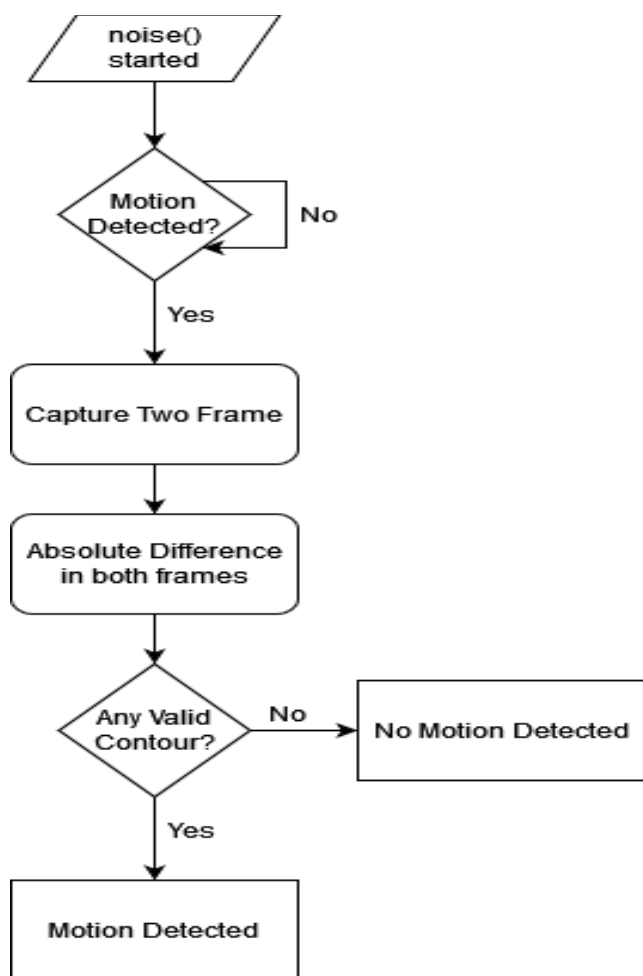 noise()
started
Motion
Detected?
No
Yes
Capture Two Frame
Absolute Difference
in both frames
Any Valid
Contour?
No
No Motion Detected
Yes
Motion Detected